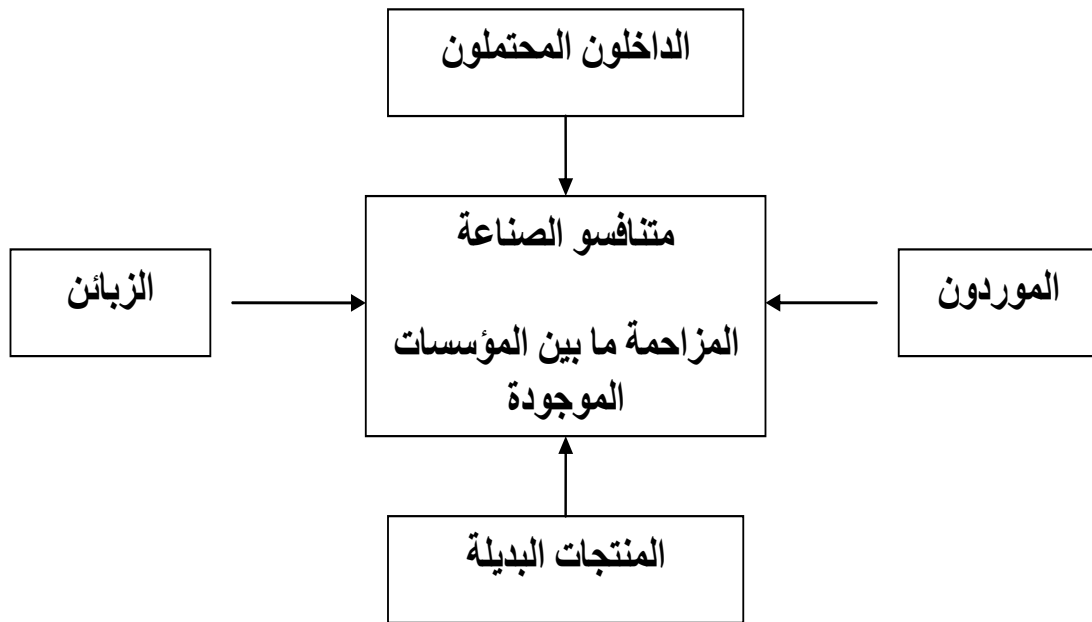 الداخلون المحتملون
متنافسو الصناعة
الموردون
الزبائن
المزاحمة ما بين المؤسسات
الموجودة
المنتجات البديلة